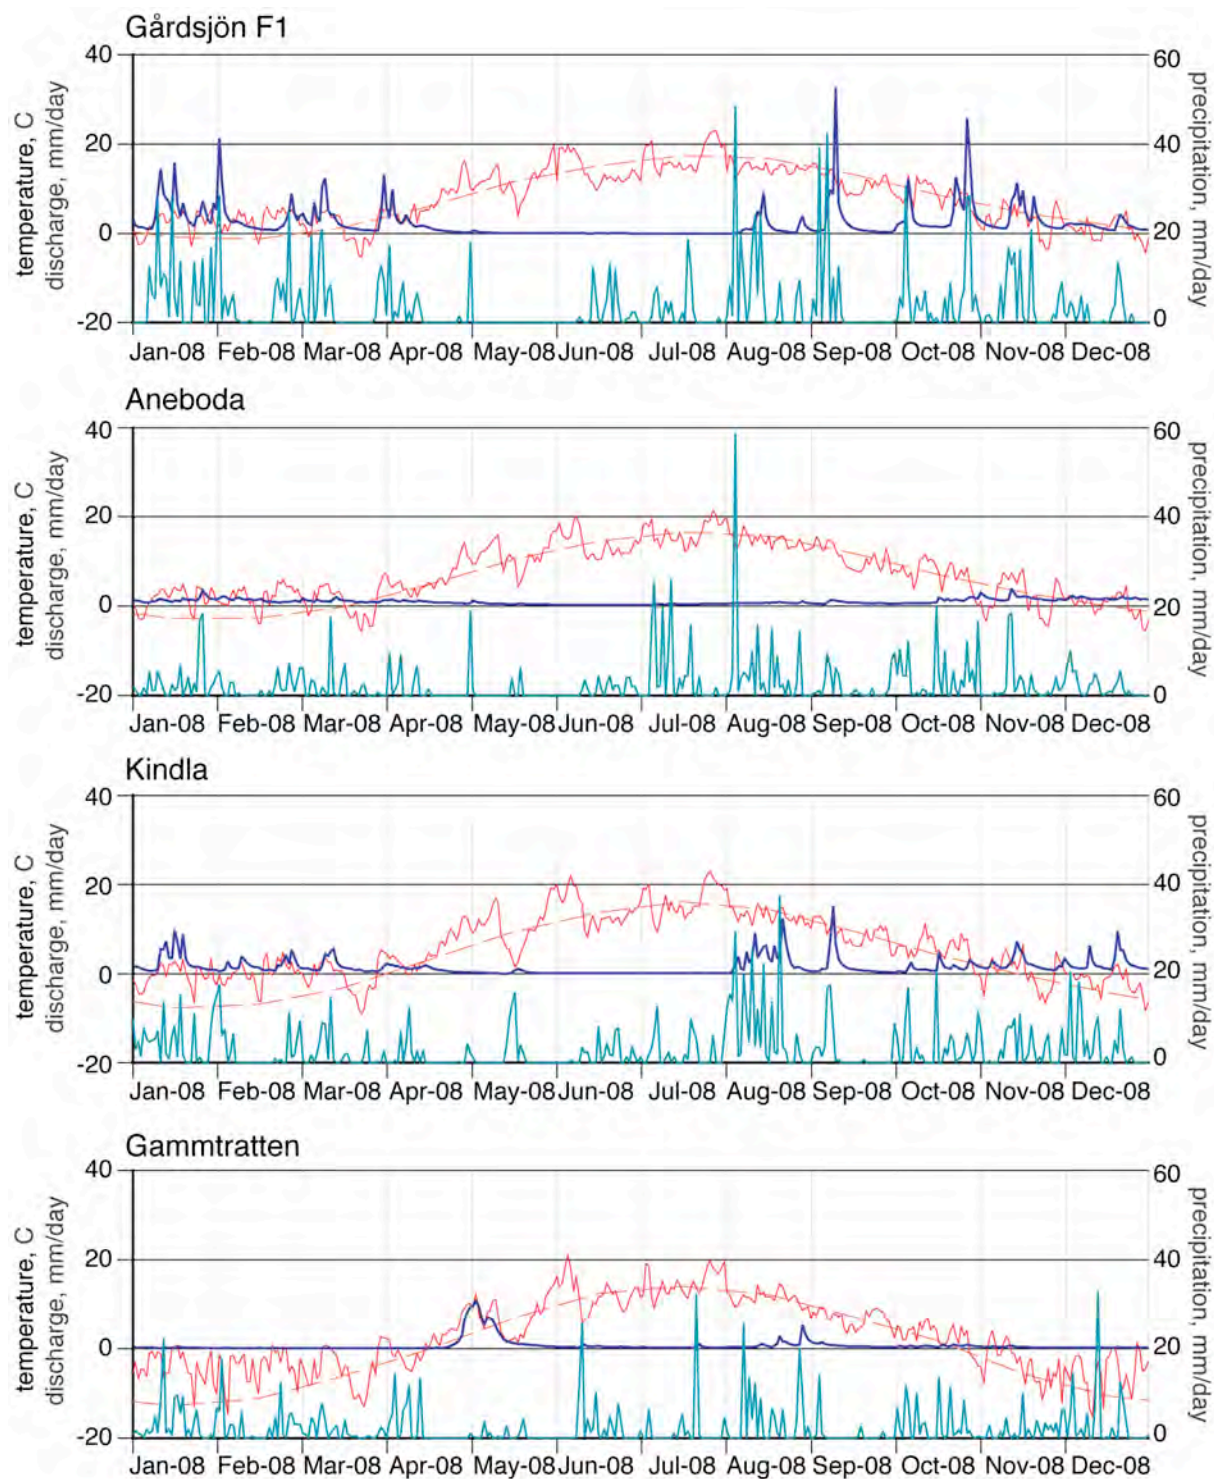 Gårdsjön F1
40
20
0
-20
temperature, C
discharge, mm/day
60
40
20
0
precipitation, mm/day
Jan-08 Feb-08 Mar-08 Apr-08 May-08 Jun-08 Jul-08 Aug-08 Sep-08 Oct-08 Nov-08 Dec-08
Aneboda
40
20
0
-20
temperature, C
discharge, mm/day
60
40
20
0
precipitation, mm/day
Jan-08 Feb-08 Mar-08 Apr-08 May-08 Jun-08 Jul-08 Aug-08 Sep-08 Oct-08 Nov-08 Dec-08
Kindla
40
20
0
-20
temperature, C
discharge, mm/day
60
40
20
0
precipitation, mm/day
Jan-08 Feb-08 Mar-08 Apr-08 May-08 Jun-08 Jul-08 Aug-08 Sep-08 Oct-08 Nov-08 Dec-08
Gammtratten
40
20
0
-20
temperature, C
discharge, mm/day
60
40
20
0
precipitation, mm/day
Jan-08 Feb-08 Mar-08 Apr-08 May-08 Jun-08 Jul-08 Aug-08 Sep-08 Oct-08 Nov-08 Dec-08